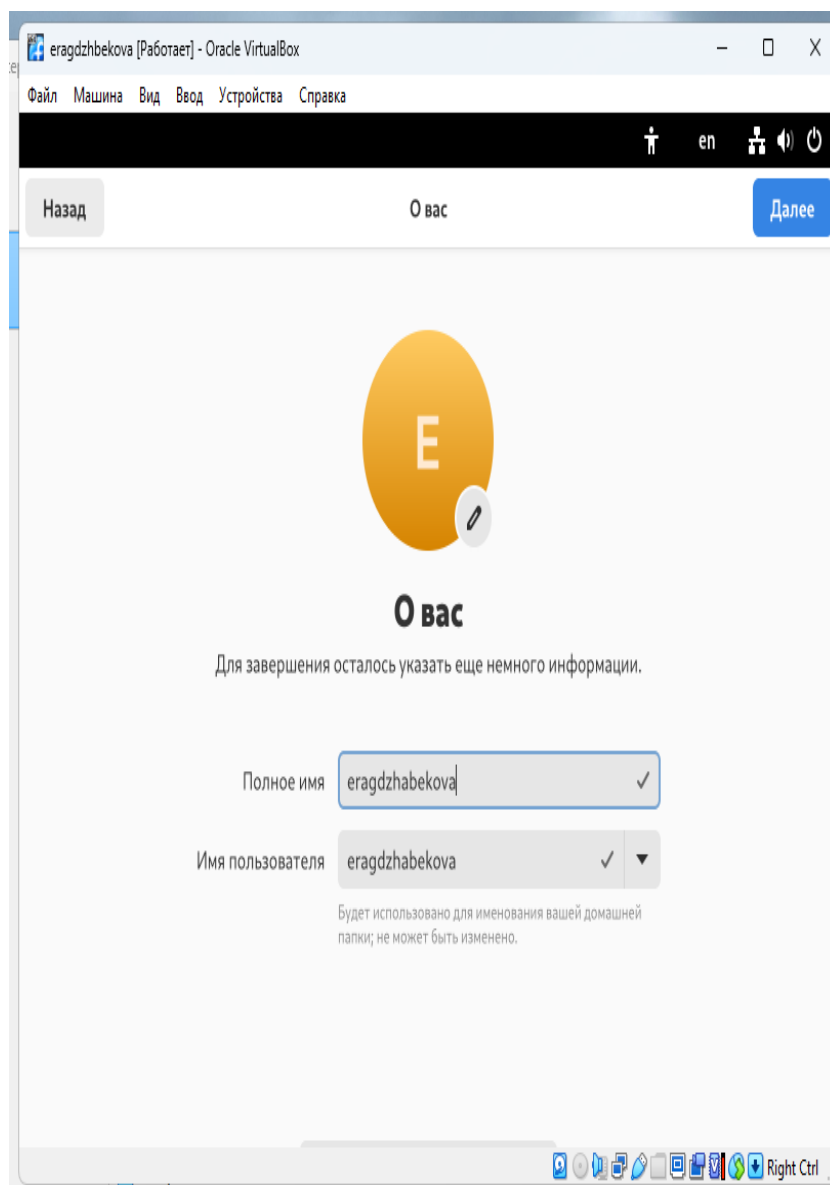 eragdzhbekova [Работает] - Oracle VirtualBox
Файл Машина Вид Ввод Устройства Справка
en
Назад
О вас
Далее
E
О вас
Для завершения осталось указать еще немного информации.
Полное имя eragdzhabekova
Имя пользователя eragdzhabekova
Будет использовано для именования вашей домашней
папки; не может быть изменено.
Right Ctrl